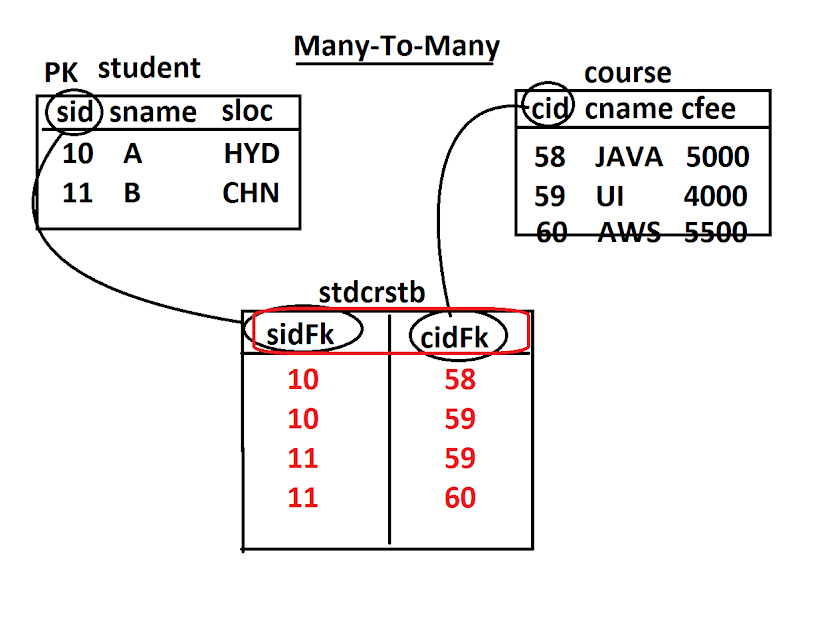 Many-To-Many
PK student
sid sname sloc
10 A HYD
11 B CHN
course
cid cname cfee
58 JAVA 5000
59 UI 4000
60 AWS 5500
stdcrstb
sidFk cidFk
10 58
10 59
11 59
11 60